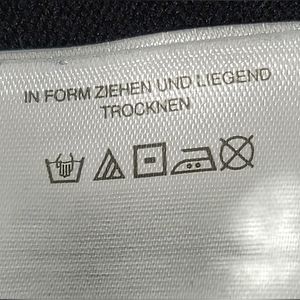 IN FORM ZIEHEN UND LIEGEND
TROCKNEN